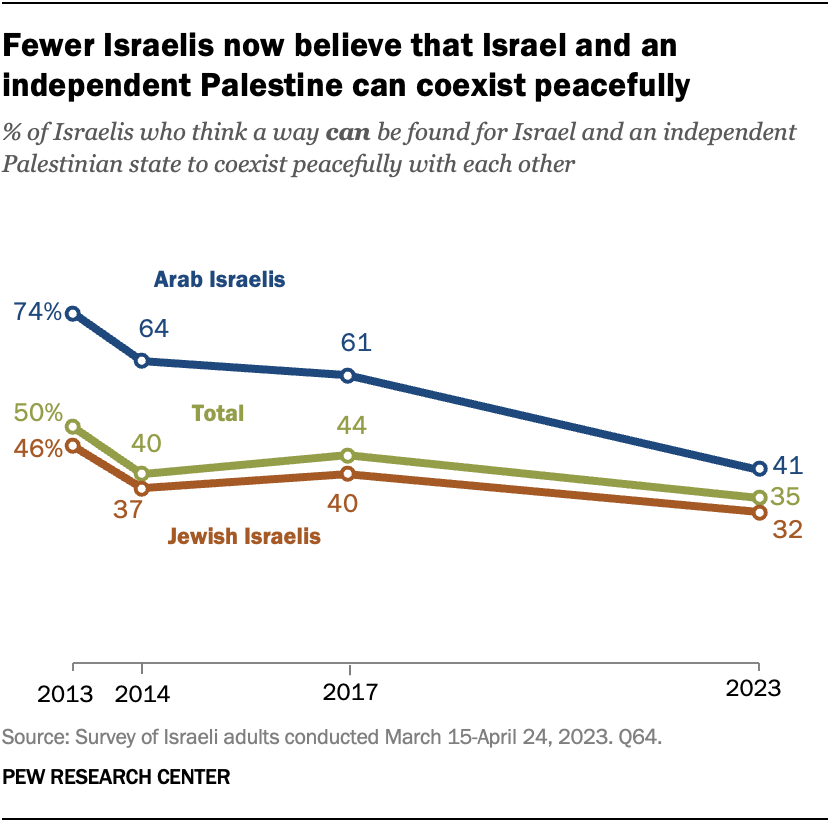 Fewer Israelis now believe that Israel and an
independent Palestine can coexist peacefully
% of Israelis who think a way can be found for Israel and an independent
Palestinian state to coexist peacefully with each other
Arab Israelis
74%
64
61
41
Total
50%
40
44
35
46%
37
40
32
Jewish Israelis
2013 2014 2017 2023
Source: Survey of Israeli adults conducted March 15-April 24, 2023. Q64.
PEW RESEARCH CENTER